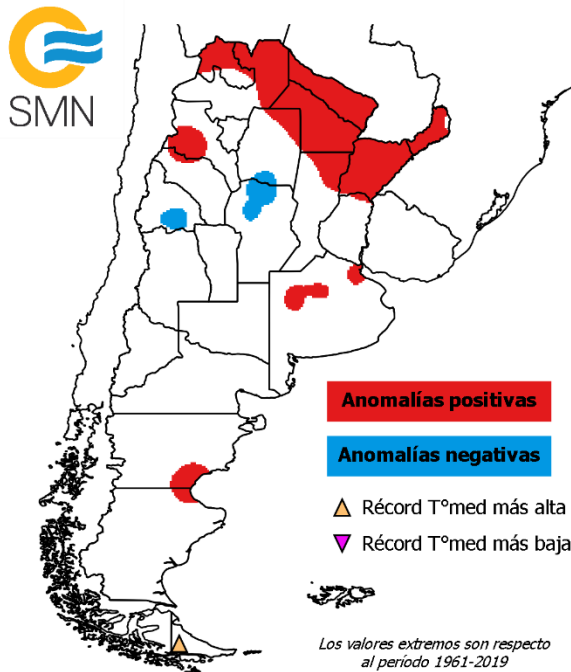 SMN
Anomalías positivas
Anomalías negativas
Récord T°med más alta
Récord T°med más baja
Los valores extremos son respecto
al período 1961-2019